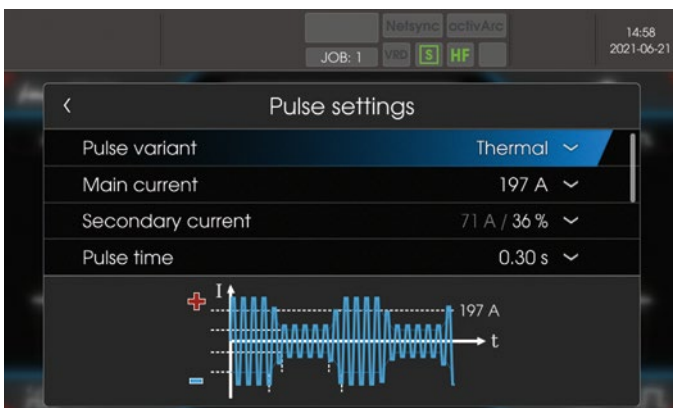 Netsync activArc
14:58
JOB: 1 VRD S HF
2021-06-21
Pulse settings
Pulse variant Thermal
Main current 197 A
Secondary current 71 A / 36 %
Pulse time 0.30 s
+ I
197 A
t
-